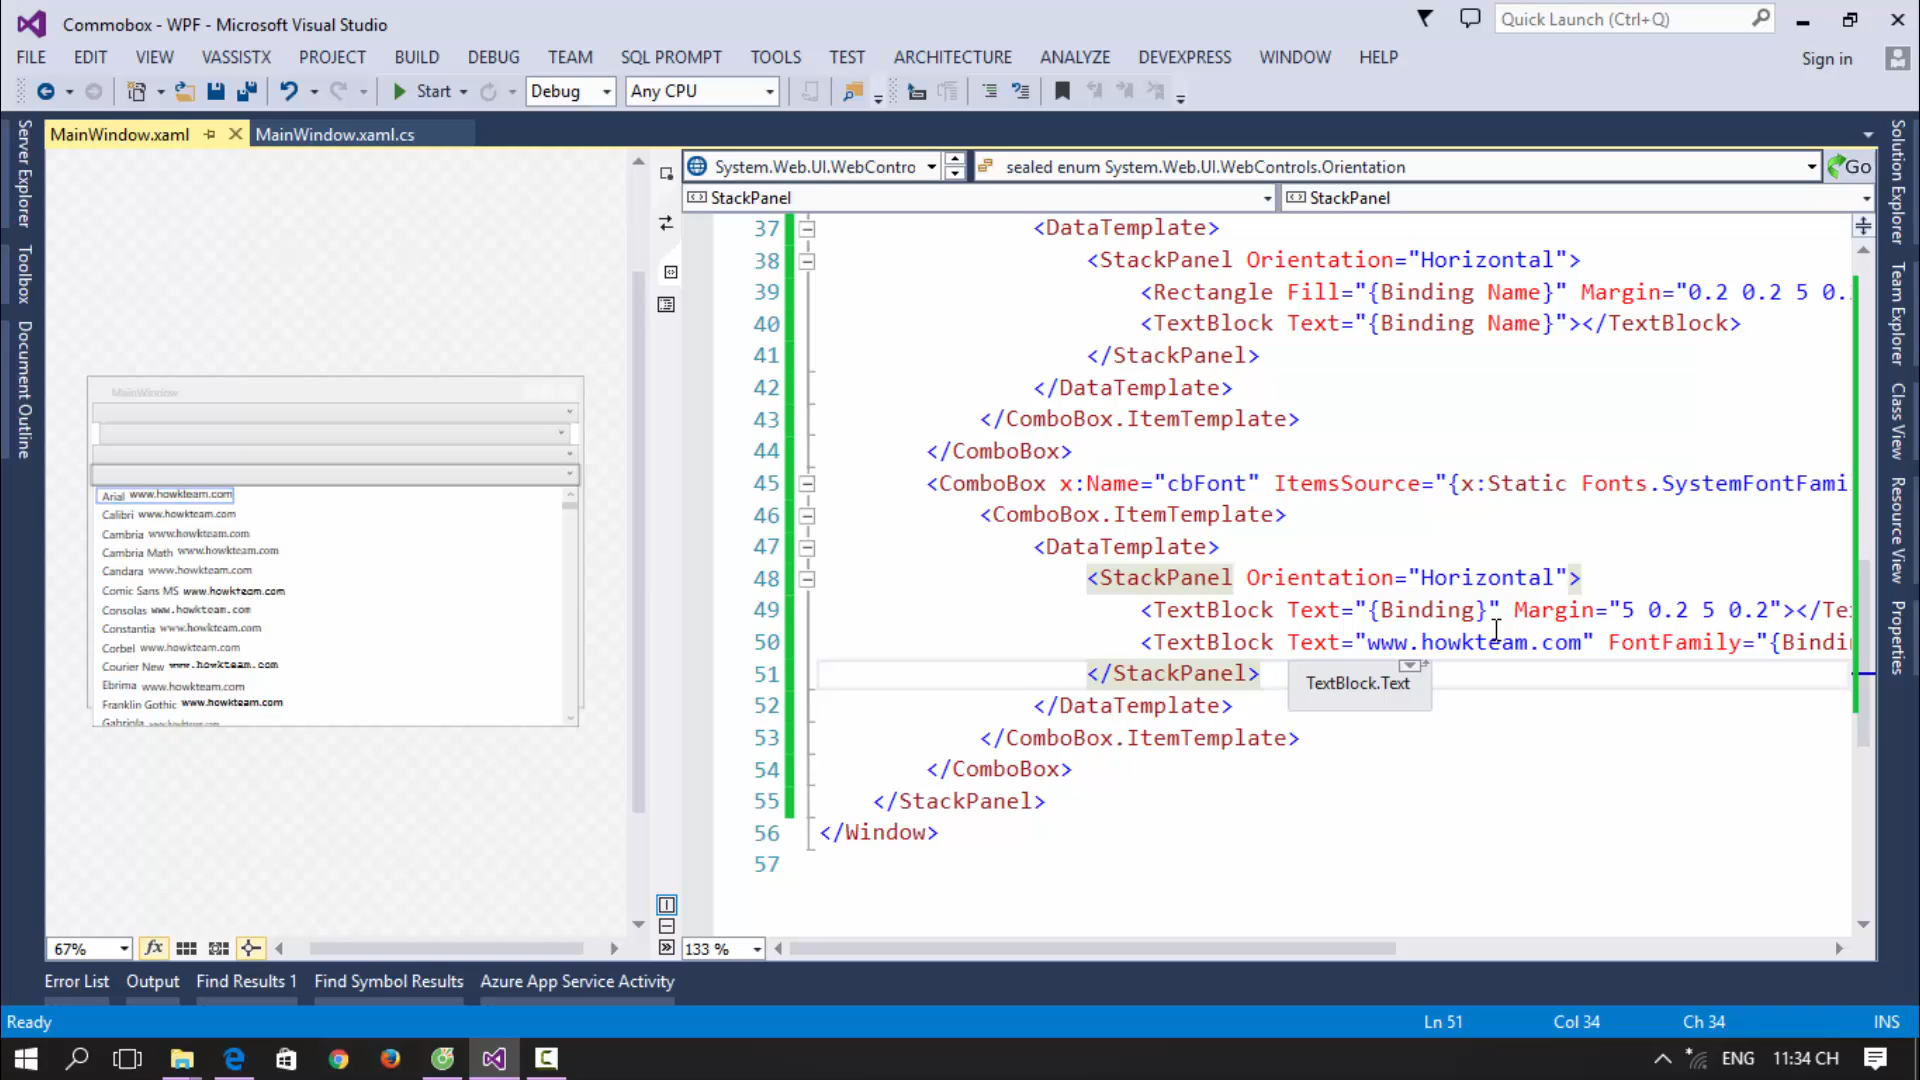 Commobox - WPF - Microsoft Visual Studio
Quick Launch (Ctrl+Q)
FILE EDIT VIEW VASSISTX PROJECT BUILD DEBUG TEAM SQL PROMPT TOOLS TEST ARCHITECTURE ANALYZE DEVEXPRESS WINDOW HELP
Sign in
Start Debug Any CPU
MainWindow.xaml MainWindow.xaml.cs
Server Explorer
Toolbox
Document Outline
System.Web.UI.WebContro sealed enum System.Web.UI.WebControls.Orientation Go
StackPanel StackPanel
MainWindow
Arial www.howkteam.com
Calibri www.howkteam.com
Cambria www.howkteam.com
Cambria Math www.howkteam.com
Candara www.howkteam.com
Comic Sans MS www.howkteam.com
Consolas www.howkteam.com
Constantia www.howkteam.com
Corbel www.howkteam.com
Courier New www.howkteam.com
Ebrima www.howkteam.com
Franklin Gothic www.howkteam.com
Gabriola www.howkteam.com
37 <DataTemplate>
38 <StackPanel Orientation="Horizontal">
39 <Rectangle Fill="{Binding Name}" Margin="0.2 0.2 5 0.
40 <TextBlock Text="{Binding Name}"></TextBlock>
41 </StackPanel>
42 </DataTemplate>
43 </ComboBox.ItemTemplate>
44 </ComboBox>
45 <ComboBox x:Name="cbFont" ItemsSource="{x:Static Fonts.SystemFontFami
46 <ComboBox.ItemTemplate>
47 <DataTemplate>
48 <StackPanel Orientation="Horizontal">
49 <TextBlock Text="{Binding}" Margin="5 0.2 5 0.2"></Te
50 <TextBlock Text="www.howkteam.com" FontFamily="{Bindi
51 </StackPanel>
TextBlock.Text
52 </DataTemplate>
53 </ComboBox.ItemTemplate>
54 </ComboBox>
55 </StackPanel>
56 </Window>
57
Solution Explorer
Team Explorer
Class View
Resource View
Properties
67% fx 133 %
Error List Output Find Results 1 Find Symbol Results Azure App Service Activity
Ready Ln 51 Col 34 Ch 34 INS
ENG 11:34 CH